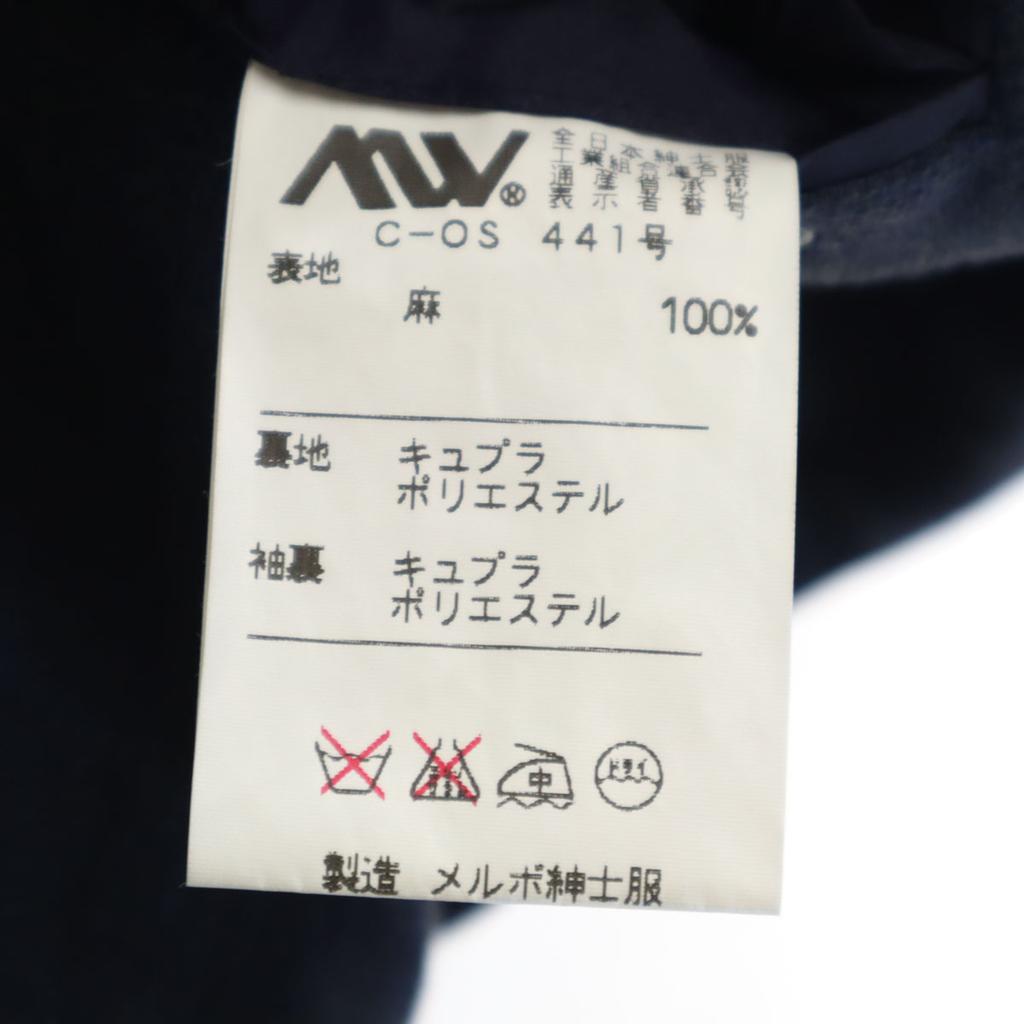 MW®
全日本紳士服
工業組合連合会
通産省承認
表示者番号
C-OS 441号
表地
麻 100%
裏地 キュプラ
ポリエステル
袖裏 キュプラ
ポリエステル
中
ドライ
製造 メルボ紳士服